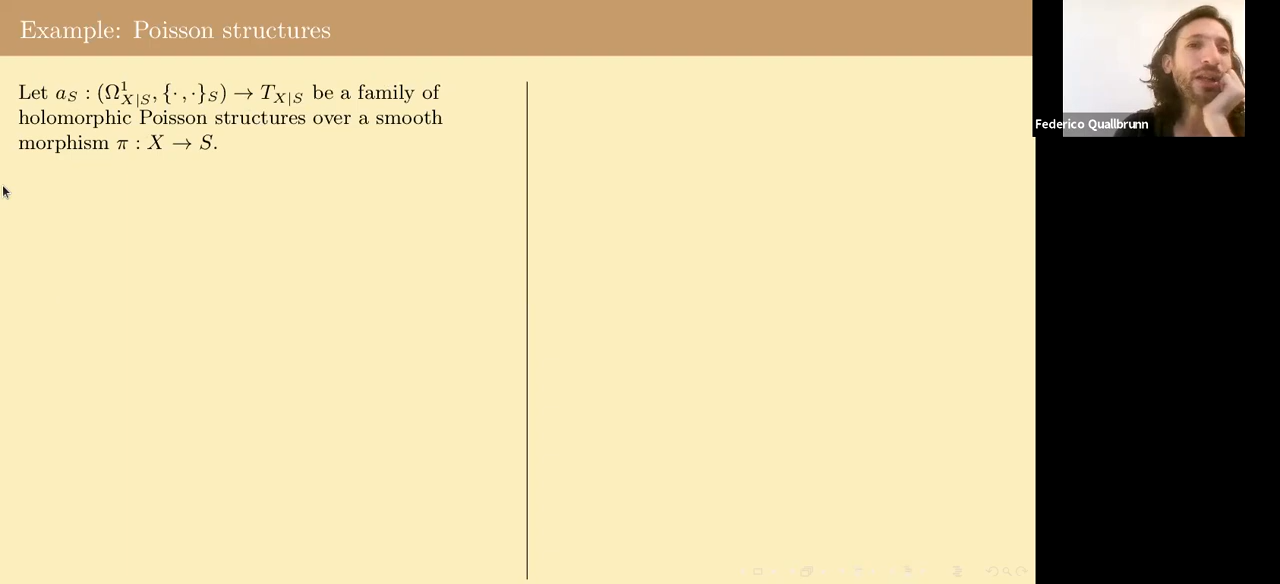 Example: Poisson structures
Let $a_S : (\Omega^1_{X|S}, \{\cdot\,,\cdot\}_S) \to T_{X|S}$ be a family of
holomorphic Poisson structures over a smooth
morphism $\pi : X \to S$.
Federico Quallbrunn